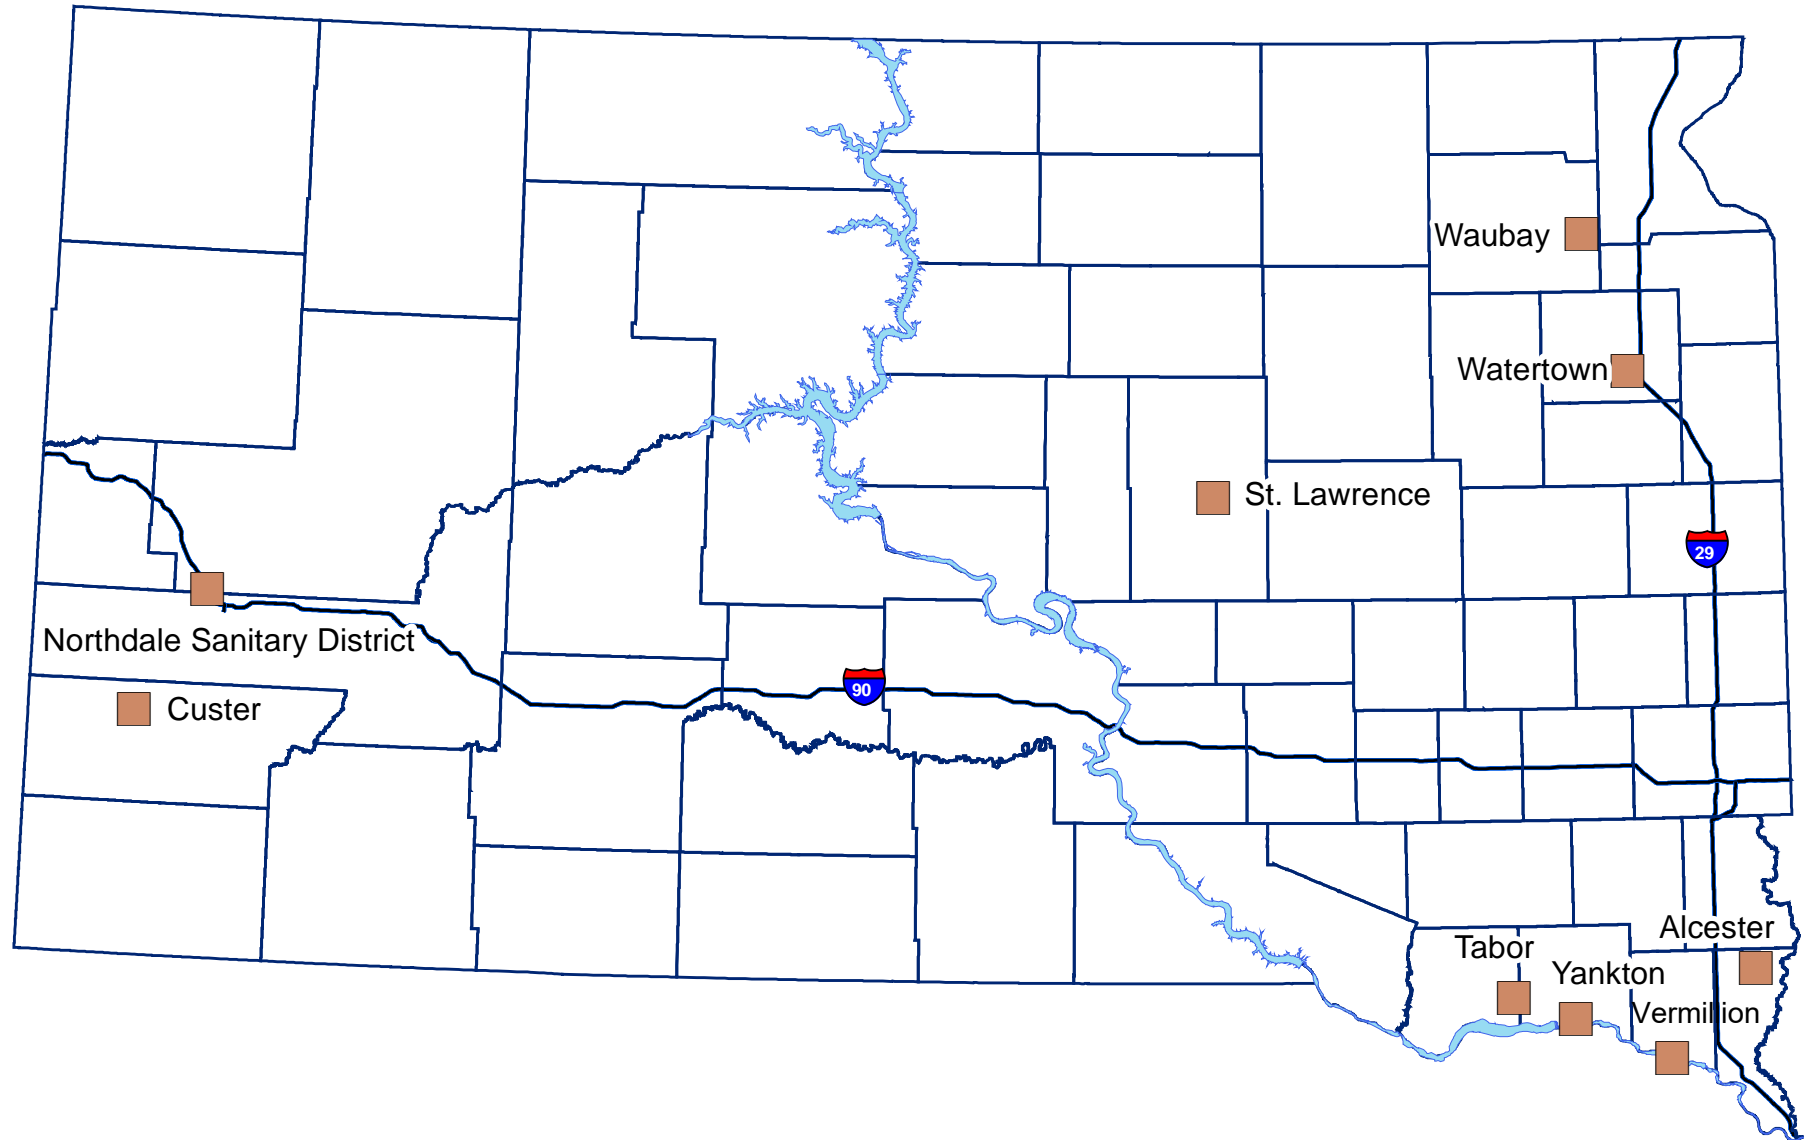 Waubay
Watertown
St. Lawrence
29
Northdale Sanitary District
90
Custer
Alcester
Tabor
Yankton
Vermillion